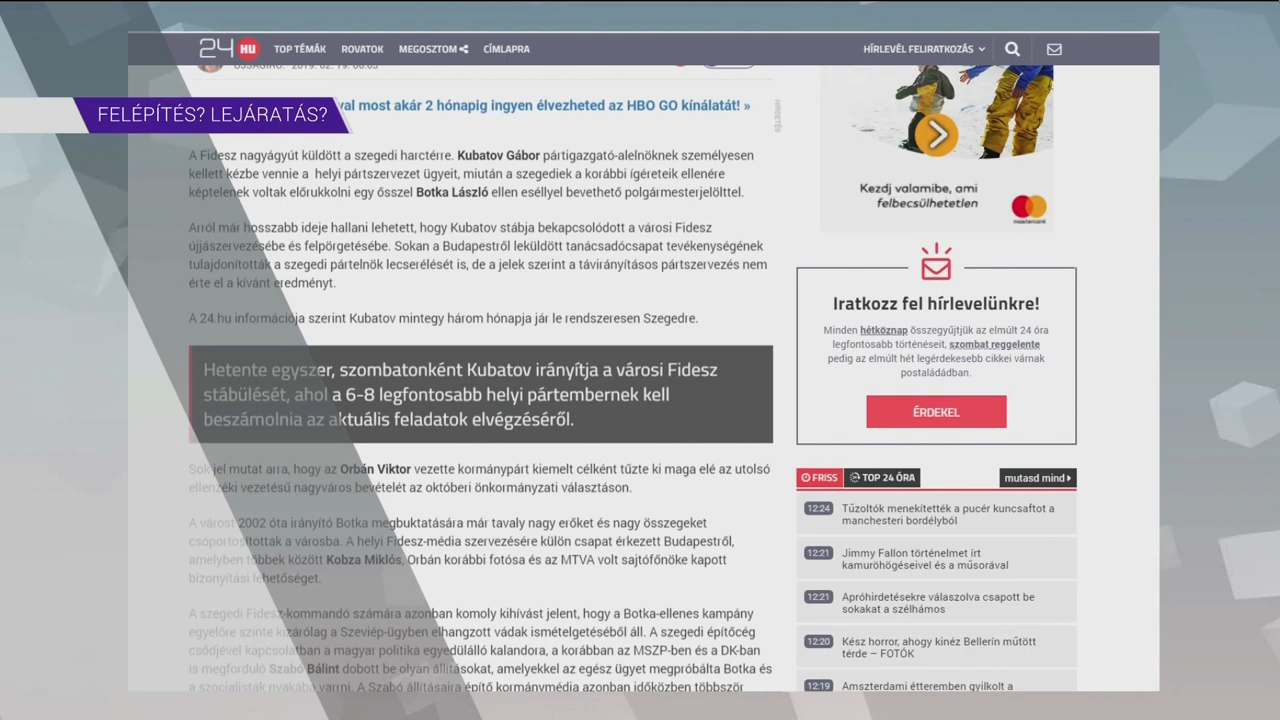 24 HU TOP TÉMÁK ROVATOK MEGOSZTOM CÍMLAPRA HÍRLEVÉL FELIRATKOZÁS
2019. 02. 19. 06:05
FELÉPÍTÉS? LEJÁRATÁS?
val most akár 2 hónapig ingyen élvezheted az HBO GO kínálatát! »
HIRDETÉS
A Fidesz nagyágyút küldött a szegedi harctérre. Kubatov Gábor pártigazgató-alelnöknek személyesen
kellett kézbe vennie a helyi pártszervezet ügyeit, miután a szegediek a korábbi ígéreteik ellenére
képtelenek voltak előrukkolni egy ősszel Botka László ellen eséllyel bevethető polgármesterjelölttel.
Arról már hosszabb ideje hallani lehetett, hogy Kubatov stábja bekapcsolódott a városi Fidesz
újjászervezésébe és felpörgetésébe. Sokan a Budapestről leküldött tanácsadócsapat tevékenységének
tulajdonították a szegedi pártelnök lecserélését is, de a jelek szerint a távirányításos pártszervezés nem
érte el a kívánt eredményt.
A 24.hu információja szerint Kubatov mintegy három hónapja jár le rendszeresen Szegedre.
Hetente egyszer, szombatonként Kubatov irányítja a városi Fidesz
stábülését, ahol a 6-8 legfontosabb helyi pártembernek kell
beszámolnia az aktuális feladatok elvégzéséről.
Sok jel mutat arra, hogy az Orbán Viktor vezette kormánypárt kiemelt célként tűzte ki maga elé az utolsó
ellenzéki vezetésű nagyváros bevételét az októberi önkormányzati választáson.
A várost 2002 óta irányító Botka megbuktatására már tavaly nagy erőket és nagy összegeket
csoportosítottak a városba. A helyi Fidesz-média szervezésére külön csapat érkezett Budapestről,
amelyben többek között Kobza Miklós, Orbán korábbi fotósa és az MTVA volt sajtófőnöke kapott
bizonyítási lehetőséget.
A szegedi Fidesz-kommandó számára azonban komoly kihívást jelent, hogy a Botka-ellenes kampány
egyelőre szinte kizárólag a Szeviép-ügyben elhangzott vádak ismételgetéséből áll. A szegedi építőcég
csődjével kapcsolatban a magyar politika egyedülálló kalandora, a korábban az MSZP-ben és a DK-ban
is megforduló Szabó Bálint dobott be olyan állításokat, amelyekkel az egész ügyet megpróbálta Botka és
a szocialisták nyakába varrni. A Szabó állításaira építő kormánymédia azonban időközben többször
Kezdj valamibe, ami
felbecsülhetetlen
mastercard
Iratkozz fel hírlevelünkre!
Minden hétköznap összegyűjtjük az elmúlt 24 óra
legfontosabb történéseit, szombat reggelente
pedig az elmúlt hét legérdekesebb cikkei várnak
postaládádban.
ÉRDEKEL
FRISS TOP 24 ÓRA mutasd mind
12:24 Tűzoltók menekítették a pucér kuncsaftot a
manchesteri bordélyból
12:21 Jimmy Fallon történelmet írt
kamuröhögéseivel és a műsorával
12:21 Apróhirdetésekre válaszolva csapott be
sokakat a szélhámos
12:20 Kész horror, ahogy kinéz Bellerín műtött
térde – FOTÓK
12:19 Amszterdami étteremben gyilkolt a